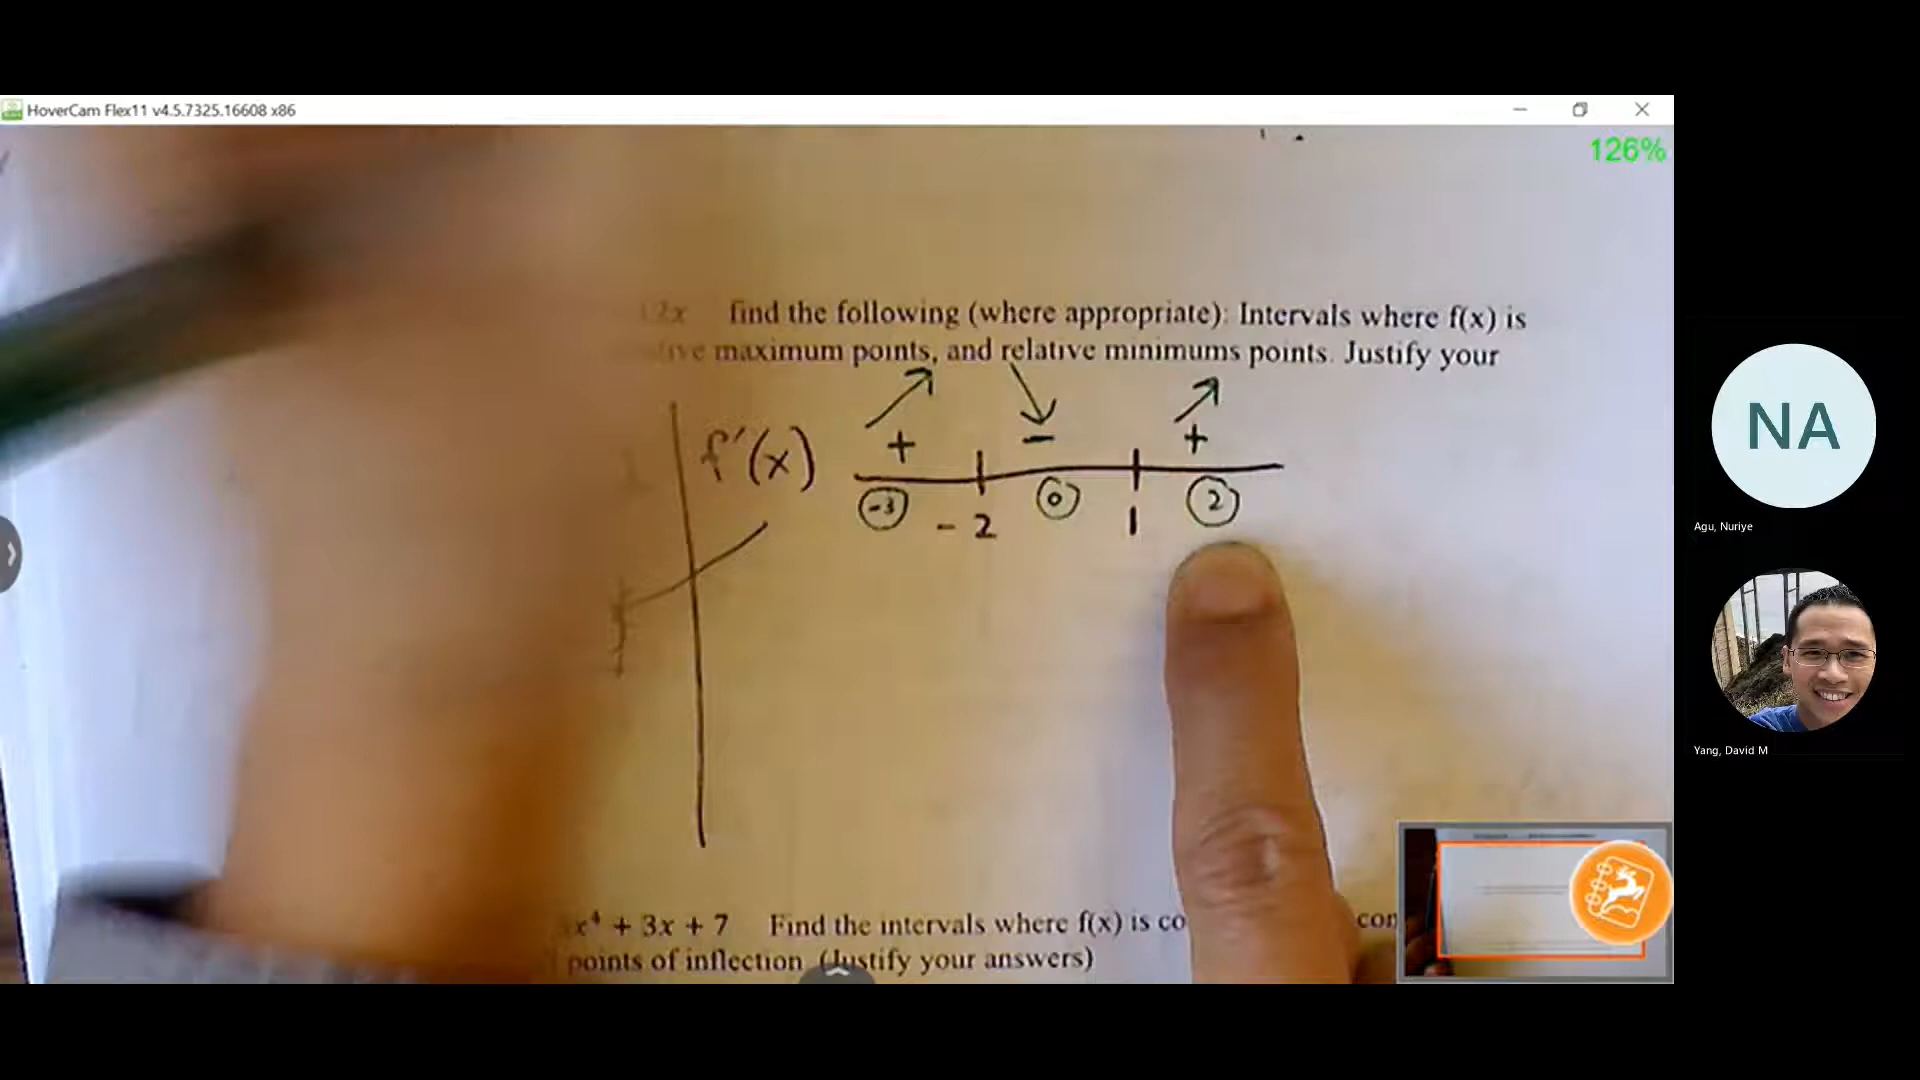 HoverCam Flex11 v4.5.7325.16608 x86
126%
2x find the following (where appropriate): Intervals where f(x) is
maximum points, and relative minimums points. Justify your
f'(x) + - +
-3 0 2
-2 1
x⁴ + 3x + 7 Find the intervals where f(x) is
points of inflection (Justify your answers)
NA
Agu, Nuriye
Yang, David M